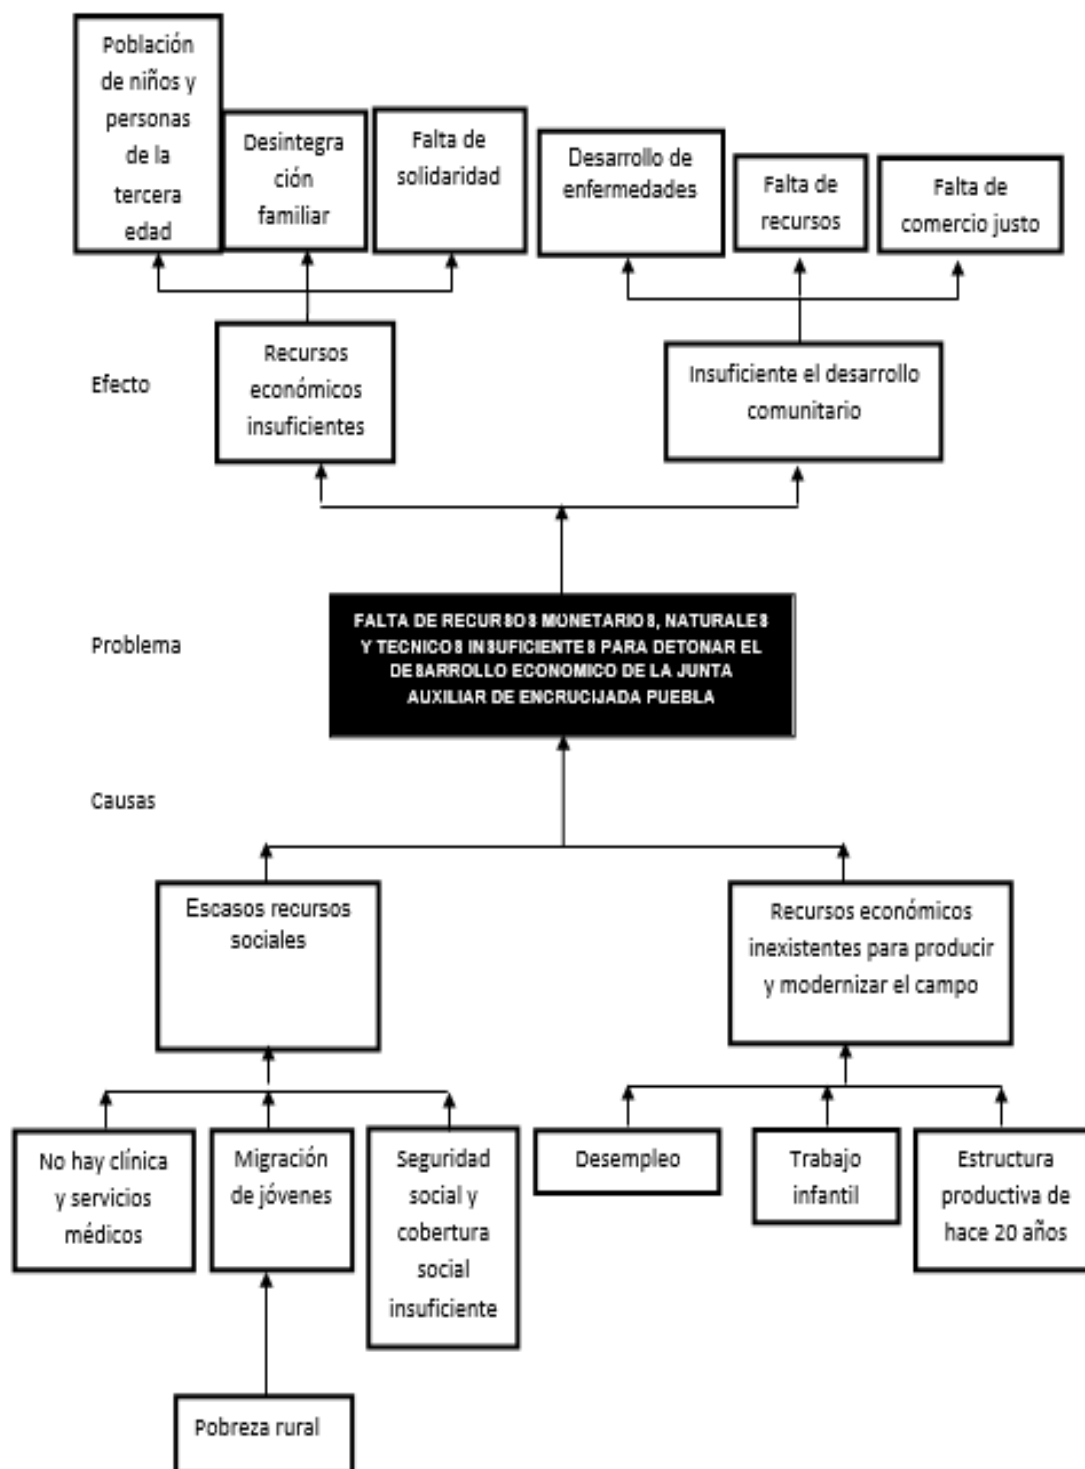 Población
de niños y
personas
de la
tercera
edad
Desintegra
ción
familiar
Falta de
solidaridad
Desarrollo de
enfermedades
Falta de
recursos
Falta de
comercio justo
Efecto
Recursos
económicos
insuficientes
Insuficiente el desarrollo
comunitario
Problema
FALTA DE RECURSOS MONETARIOS, NATURALES
Y TECNICOS INSUFICIENTES PARA DETONAR EL
DESARROLLO ECONOMICO DE LA JUNTA
AUXILIAR DE ENCRUCIJADA PUEBLA
Causas
Escasos recursos
sociales
Recursos económicos
inexistentes para producir
y modernizar el campo
No hay clínica
y servicios
médicos
Migración
de jóvenes
Seguridad
social y
cobertura
social
insuficiente
Desempleo
Trabajo
infantil
Estructura
productiva de
hace 20 años
Pobreza rural